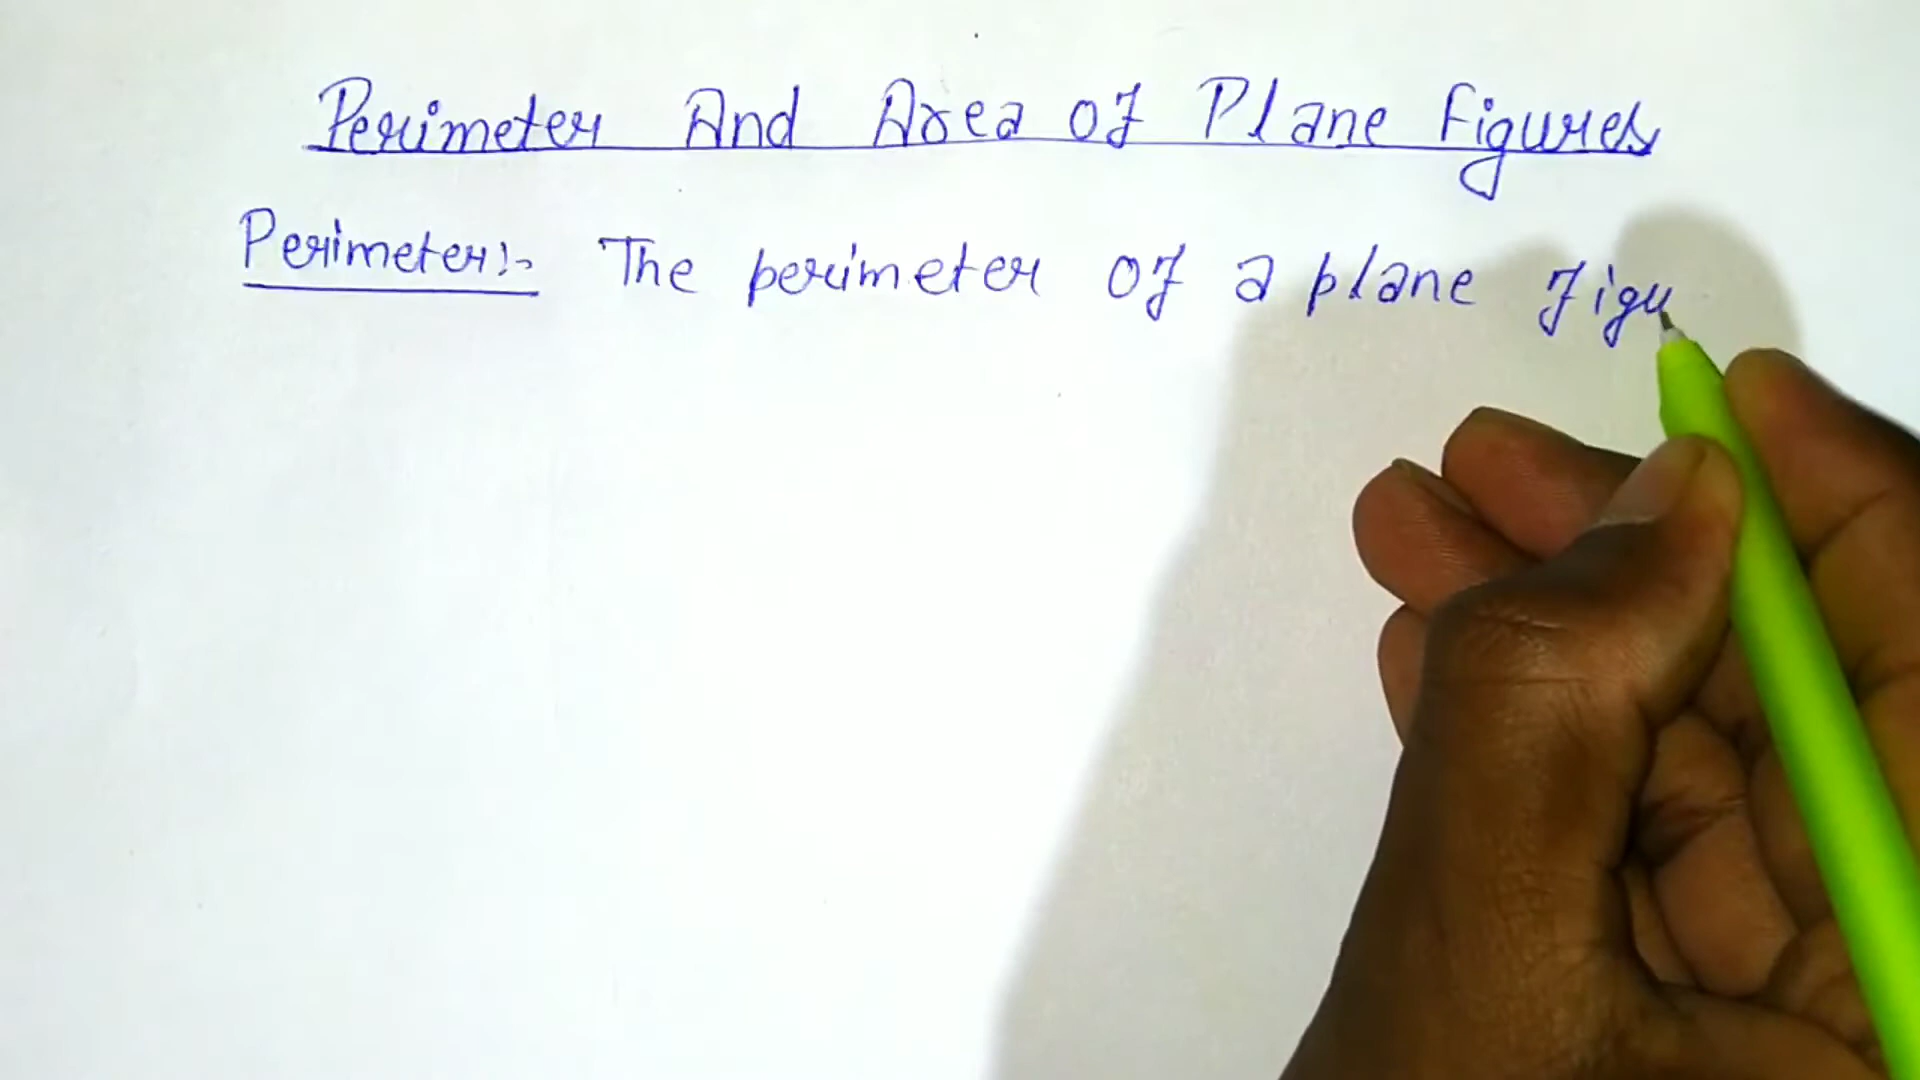 Perimeter And Area of Plane figures
Perimeter:- The perimeter of a plane figu